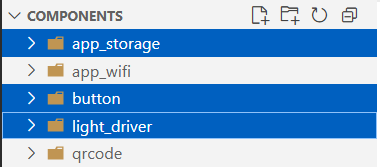 COMPONENTS
app_storage
app_wifi
button
light_driver
qrcode